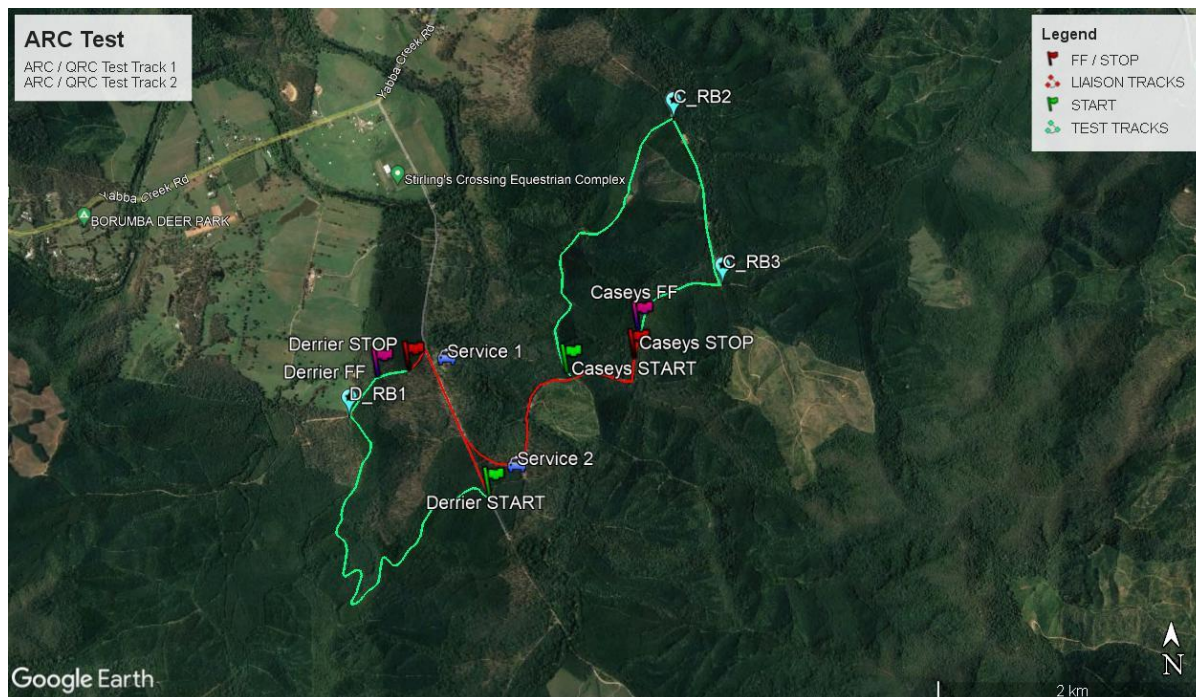 ARC Test
ARC / QRC Test Track 1
ARC / QRC Test Track 2
Legend
FF / STOP
LIAISON TRACKS
START
TEST TRACKS
Yabba Creek Rd
C_RB2
Stirling's Crossing Equestrian Complex
Yabba Creek Rd
BORUMBA DEER PARK
C_RB3
Caseys FF
Derrier STOP
Service 1
Caseys STOP
Derrier FF
Caseys START
D_RB1
Service 2
Derrier START
Google Earth
N
2 km